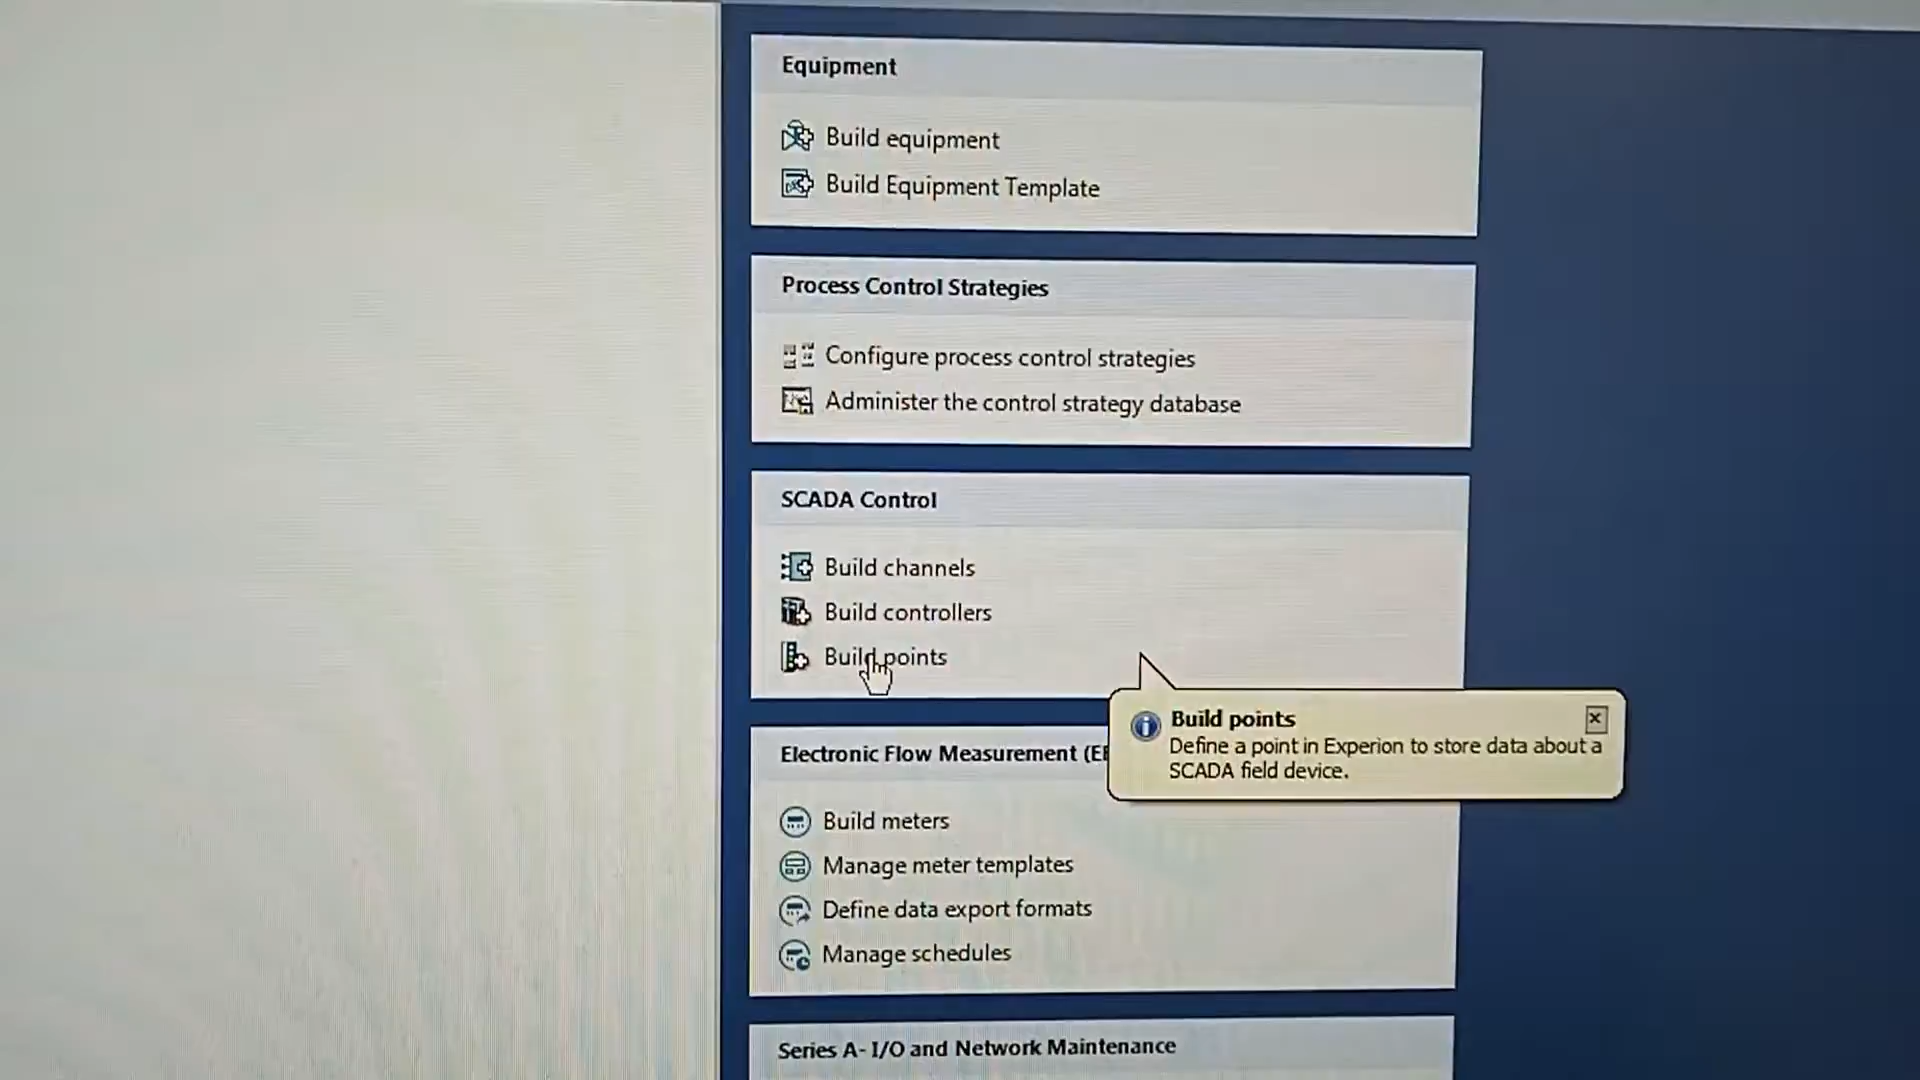 Equipment
Build equipment
Build Equipment Template
Process Control Strategies
Configure process control strategies
Administer the control strategy database
SCADA Control
Build channels
Build controllers
Build points
Build points
Define a point in Experion to store data about a
SCADA field device.
Electronic Flow Measurement
Build meters
Manage meter templates
Define data export formats
Manage schedules
Series A- I/O and Network Maintenance